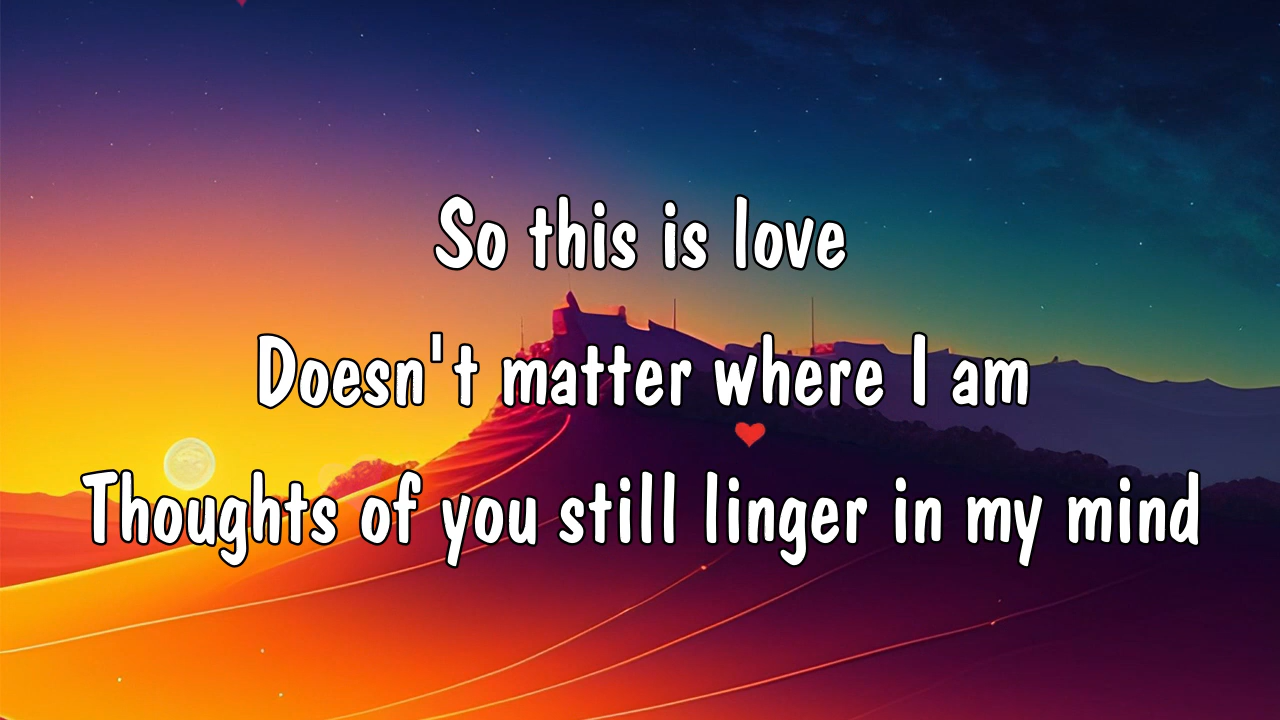 So this is love
Doesn't matter where I am
Thoughts of you still linger in my mind